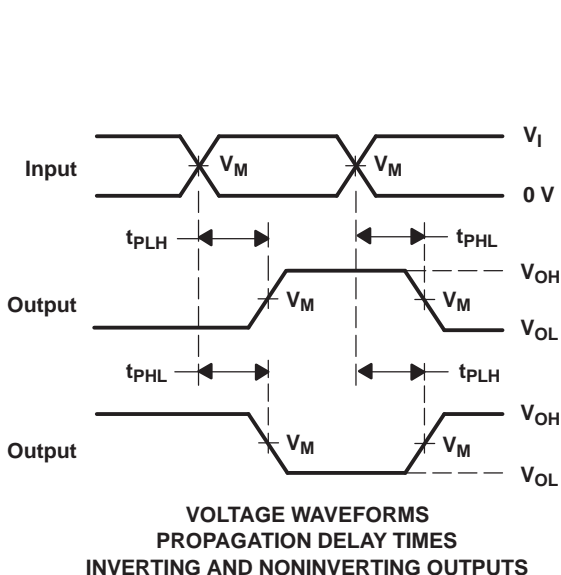 V_I
Input V_M V_M
0 V
t_PLH t_PHL
V_OH
Output V_M V_M
V_OL
t_PHL t_PLH
V_OH
Output V_M V_M
V_OL
VOLTAGE WAVEFORMS
PROPAGATION DELAY TIMES
INVERTING AND NONINVERTING OUTPUTS